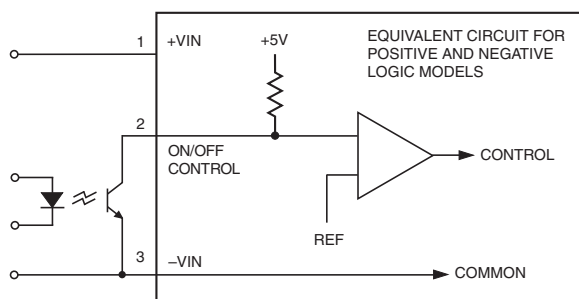 EQUIVALENT CIRCUIT FOR
POSITIVE AND NEGATIVE
LOGIC MODELS
1
+VIN
+5V
2
ON/OFF
CONTROL
CONTROL
REF
3
–VIN
COMMON